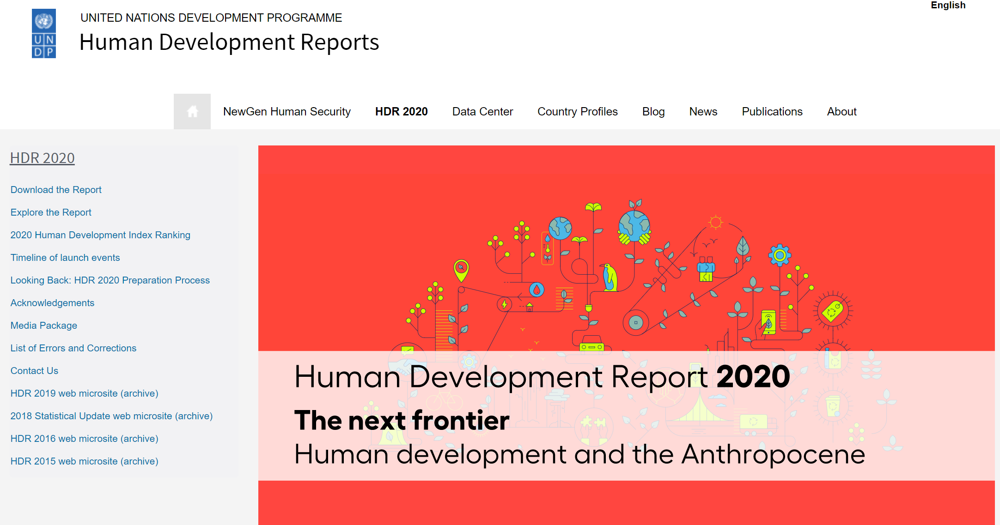 English
UN
DP
UNITED NATIONS DEVELOPMENT PROGRAMME
Human Development Reports
NewGen Human Security HDR 2020 Data Center Country Profiles Blog News Publications About
HDR 2020
Download the Report
Explore the Report
2020 Human Development Index Ranking
Timeline of launch events
Looking Back: HDR 2020 Preparation Process
Acknowledgements
Media Package
List of Errors and Corrections
Contact Us
HDR 2019 web microsite (archive)
2018 Statistical Update web microsite (archive)
HDR 2016 web microsite (archive)
HDR 2015 web microsite (archive)
Human Development Report 2020
The next frontier
Human development and the Anthropocene